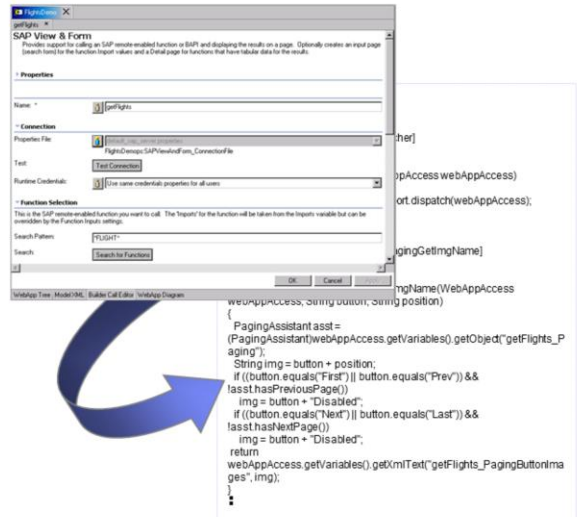 FlightsDemo
getFlights
SAP View & Form
Provides support for calling an SAP remote-enabled function or BAPI and displaying the results on a page. Optionally creates an input page
(search form) for the function Import values and a Detail page for functions that have tabular data for the results
Properties
Name: *
getFlights
Connection
Properties File:
default_sap_server.properties
FlightsDemops:SAPViewAndForm_ConnectionFile
Test:
Test Connection
Runtime Credentials:
Use same credentials properties for all users
Function Selection
This is the SAP remote-enabled function you want to call. The "Imports" for the function will be taken from the Imports variable but can be
overridden by the Function Inputs settings.
Search Pattern:
*FLIGHT*
Search:
Search for Functions
OK
Cancel
WebApp Tree
Model XML
Builder Call Editor
WebApp Diagram
cher]
ppAccess webAppAccess)
ort.dispatch(webAppAccess);
agingGetImgName]
mgName(WebAppAccess
webAppAccess, String button, String position)
{
PagingAssistant asst =
(PagingAssistant)webAppAccess.getVariables().getObject("getFlights_P
aging");
String img = button + position;
if ((button.equals("First") || button.equals("Prev")) &&
!asst.hasPreviousPage())
img = button + "Disabled";
if ((button.equals("Next") || button.equals("Last")) &&
!asst.hasNextPage())
img = button + "Disabled";
return
webAppAccess.getVariables().getXmlText("getFlights_PagingButtonIma
ges", img);
}